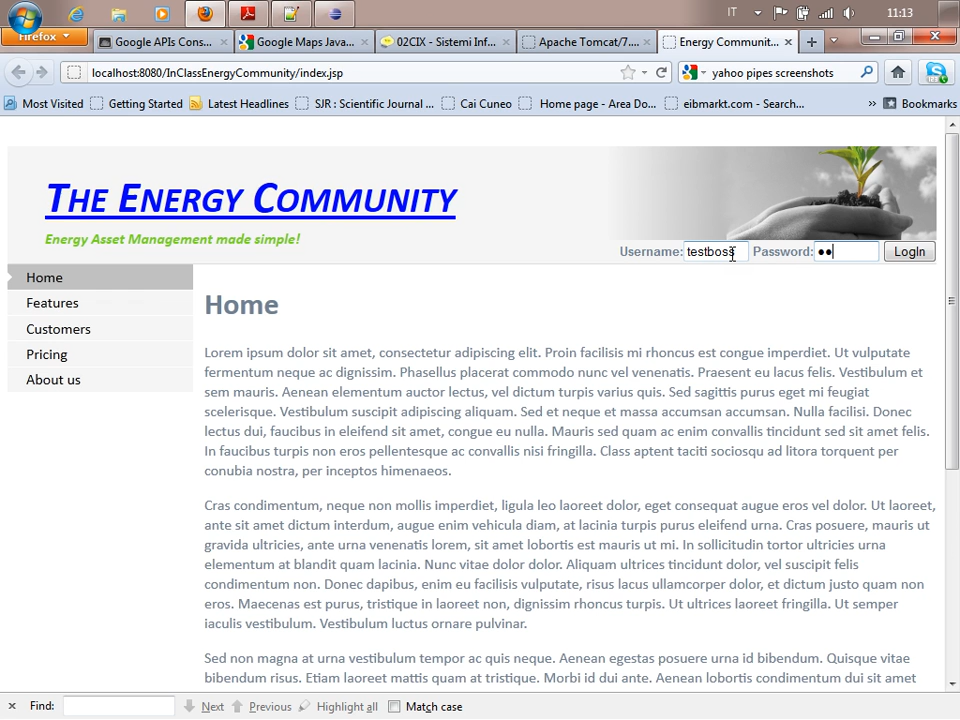 IT 11:13
Firefox Google APIs Cons... Google Maps Java... 02CIX - Sistemi Inf... Apache Tomcat/7.... Energy Communit...
localhost:8080/InClassEnergyCommunity/index.jsp yahoo pipes screenshots
Most Visited Getting Started Latest Headlines SJR : Scientific Journal ... Cai Cuneo Home page - Area Do... eibmarkt.com - Search... » Bookmarks
THE ENERGY COMMUNITY
Energy Asset Management made simple!
Username: testboss Password: ●● LogIn
Home
Features
Customers
Pricing
About us
Home
Lorem ipsum dolor sit amet, consectetur adipiscing elit. Proin facilisis mi rhoncus est congue imperdiet. Ut vulputate
fermentum neque ac dignissim. Phasellus placerat commodo nunc vel venenatis. Praesent eu lacus felis. Vestibulum et
sem mauris. Aenean elementum auctor lectus, vel dictum turpis varius quis. Sed sagittis purus eget mi feugiat
scelerisque. Vestibulum suscipit adipiscing aliquam. Sed et neque et massa accumsan accumsan. Nulla facilisi. Donec
lectus dui, faucibus in eleifend sit amet, congue eu nulla. Mauris sed quam ac enim convallis tincidunt sed sit amet felis.
In faucibus turpis non eros pellentesque ac convallis nisi fringilla. Class aptent taciti sociosqu ad litora torquent per
conubia nostra, per inceptos himenaeos.
Cras condimentum, neque non mollis imperdiet, ligula leo laoreet dolor, eget consequat augue eros vel dolor. Ut laoreet,
ante sit amet dictum interdum, augue enim vehicula diam, at lacinia turpis purus eleifend urna. Cras posuere, mauris ut
gravida ultricies, ante urna venenatis lorem, sit amet lobortis est mauris ut mi. In sollicitudin tortor ultricies urna
elementum at blandit quam lacinia. Nunc vitae dolor dolor. Aliquam ultrices tincidunt dolor, vel suscipit felis
condimentum non. Donec dapibus, enim eu facilisis vulputate, risus lacus ullamcorper dolor, et dictum justo quam non
eros. Maecenas est purus, tristique in laoreet non, dignissim rhoncus turpis. Ut ultrices laoreet fringilla. Ut semper
iaculis vestibulum. Vestibulum luctus ornare pulvinar.
Sed non magna at urna vestibulum tempor ac quis neque. Aenean egestas posuere urna id bibendum. Quisque vitae
bibendum risus. Etiam laoreet mattis quam at tristique. Morbi id dui ante. Aenean lobortis condimentum dui sit amet
Find: Next Previous Highlight all Match case